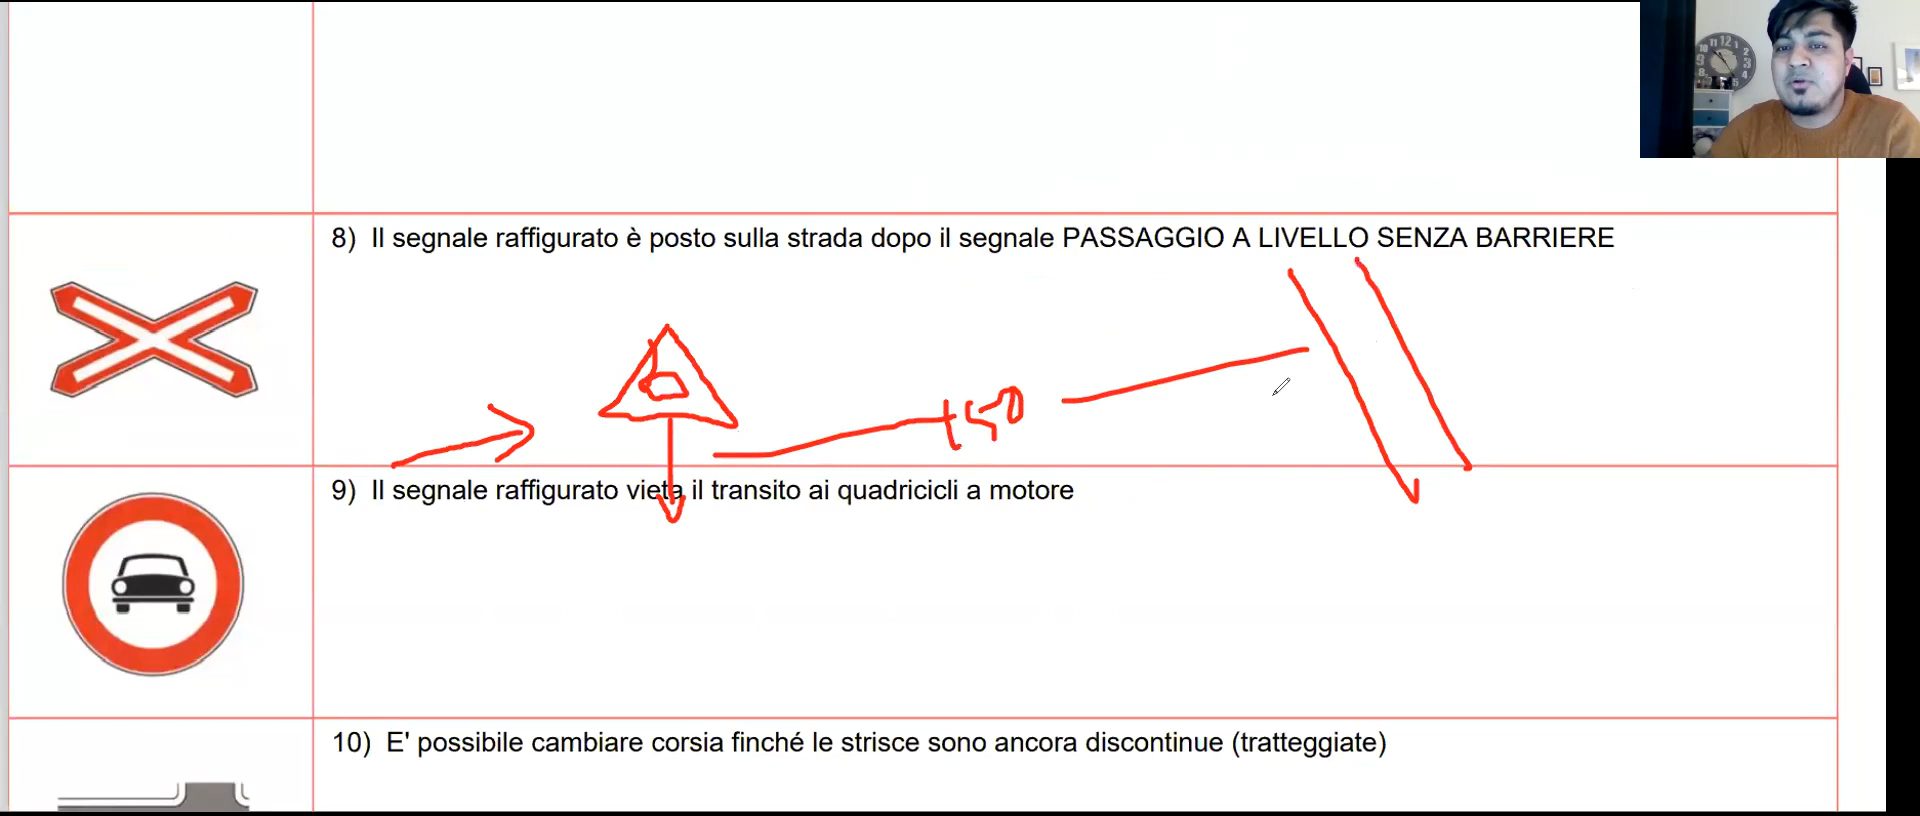 8) Il segnale raffigurato è posto sulla strada dopo il segnale PASSAGGIO A LIVELLO SENZA BARRIERE
150
9) Il segnale raffigurato vieta il transito ai quadricicli a motore
10) E' possibile cambiare corsia finché le strisce sono ancora discontinue (tratteggiate)